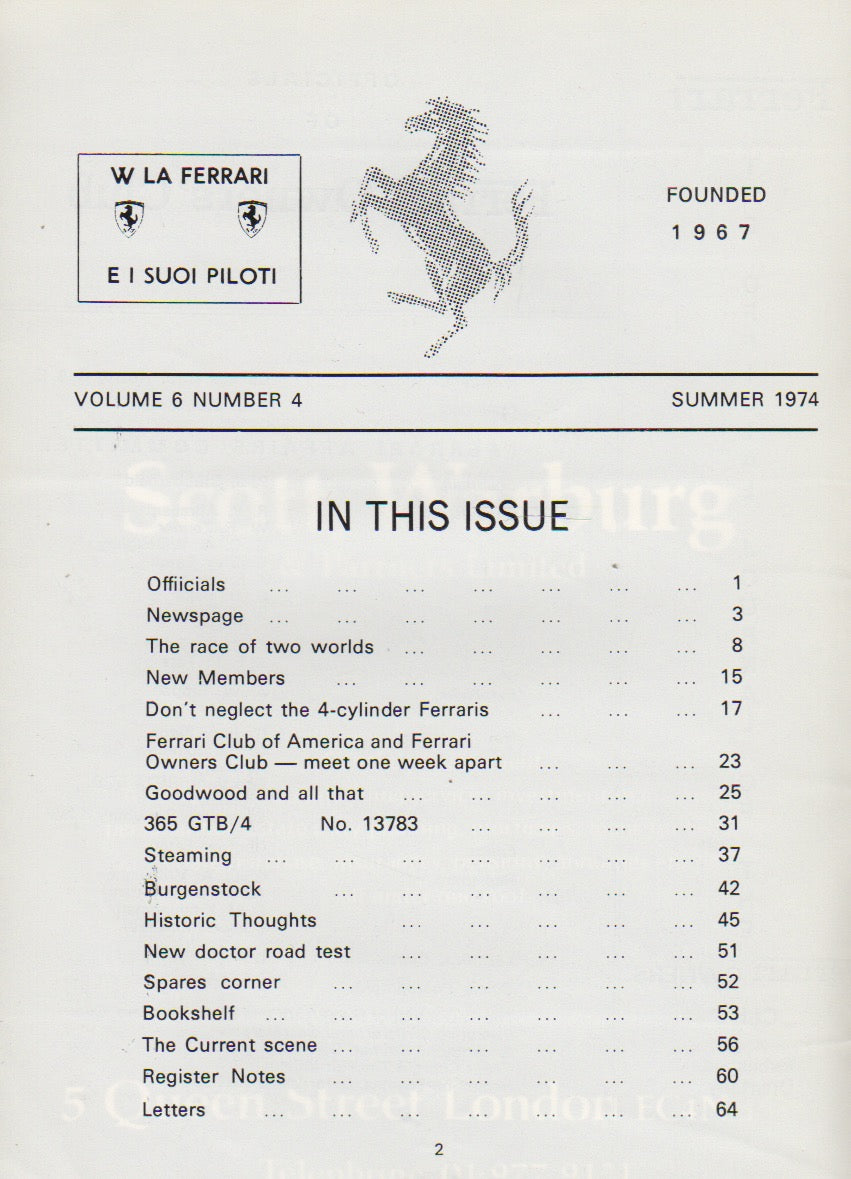 W LA FERRARI
E I SUOI PILOTI
FOUNDED
1967
VOLUME 6 NUMBER 4 SUMMER 1974
IN THIS ISSUE
Offiicials ... ... ... ... ... ... ... 1
Newspage ... ... ... ... ... ... ... 3
The race of two worlds ... ... ... ... ... 8
New Members ... ... ... ... ... ... 15
Don't neglect the 4-cylinder Ferraris ... ... ... 17
Ferrari Club of America and Ferrari
Owners Club — meet one week apart ... ... ... 23
Goodwood and all that ... ... ... ... ... 25
365 GTB/4 No. 13783 ... ... ... ... 31
Steaming ... ... ... ... ... ... ... 37
Burgenstock ... ... ... ... ... ... 42
Historic Thoughts ... ... ... ... ... 45
New doctor road test ... ... ... ... ... 51
Spares corner ... ... ... ... ... ... 52
Bookshelf ... ... ... ... ... ... ... 53
The Current scene ... ... ... ... ... ... 56
Register Notes ... ... ... ... ... ... 60
Letters ... ... ... ... ... ... ... 64
2